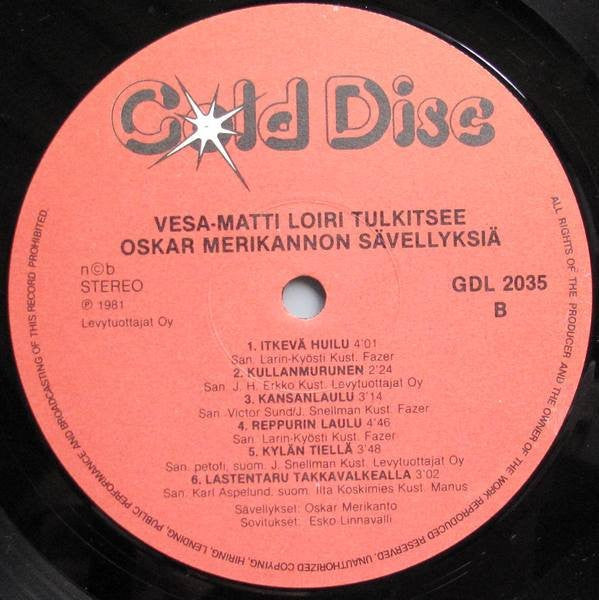 Gold Disc
VESA-MATTI LOIRI TULKITSEE
OSKAR MERIKANNON SÄVELLYKSIÄ
n©b
STEREO
℗ 1981
Levytuottajat Oy
GDL 2035
B
1. ITKEVÄ HUILU 4'01
San. Larin-Kyösti Kust. Fazer
2. KULLANMURUNEN 2'24
San. J. H. Erkko Kust. Levytuottajat Oy
3. KANSANLAULU 3'14
San. Victor Sund/J. Snellman Kust. Fazer
4. REPPURIN LAULU 4'46
San. Larin-Kyösti Kust. Fazer
5. KYLÄN TIELLÄ 3'48
San. petofi, suom. J. Snellman Kust. Levytuottajat Oy
6. LASTENTARU TAKKAVALKEALLA 3'02
San. Karl Aspelund, suom. Ilta Koskimies Kust. Manus
Sävellykset: Oskar Merikanto
Sovitukset: Esko Linnavalli
ALL RIGHTS OF THE PRODUCER AND THE OWNER OF THE WORK REPRODUCED RESERVED. UNAUTHORIZED COPYING, HIRING, LENDING, PUBLIC PERFORMANCE AND BROADCASTING OF THIS RECORD PROHIBITED.